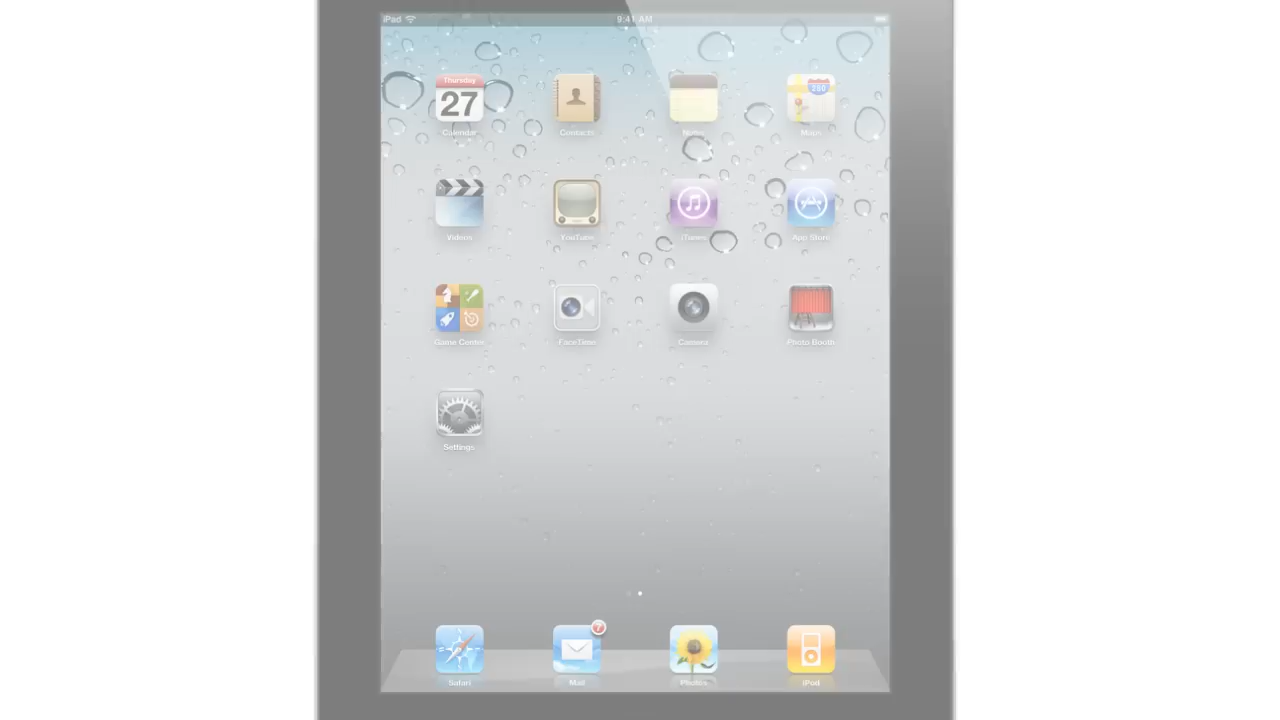 iPad 9:41 AM
Thursday
27
280
Calendar Contacts Notes Maps
Videos YouTube iTunes App Store
Game Center FaceTime Camera Photo Booth
Settings
7
Safari Mail Photos iPod